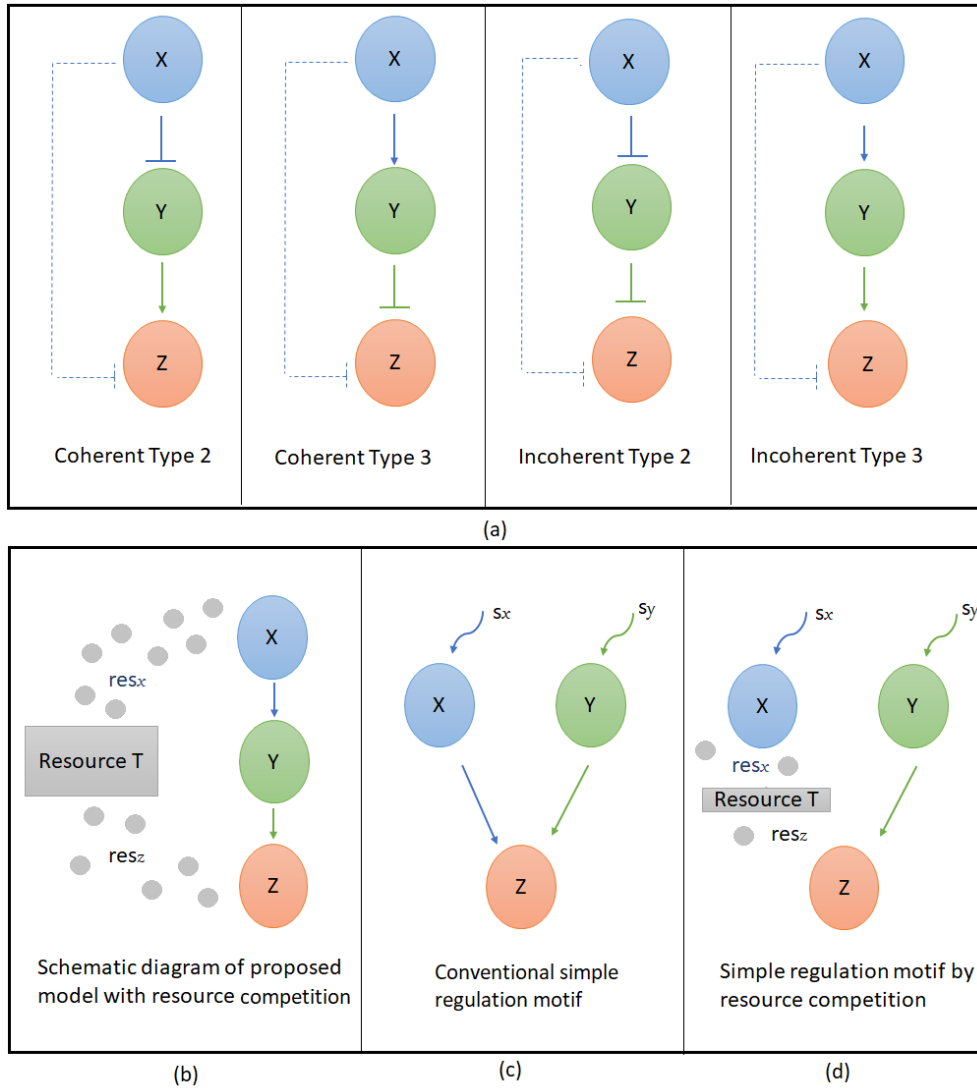 X
X
X
X
Y
Y
Y
Y
Z
Z
Z
Z
Coherent Type 2
Coherent Type 3
Incoherent Type 2
Incoherent Type 3
(a)
X
resx
Resource T
Y
resz
Z
Schematic diagram of proposed
model with resource competition
(b)
sx
sy
X
Y
Z
Conventional simple
regulation motif
(c)
sx
sy
X
Y
resx
Resource T
resz
Z
Simple regulation motif by
resource competition
(d)